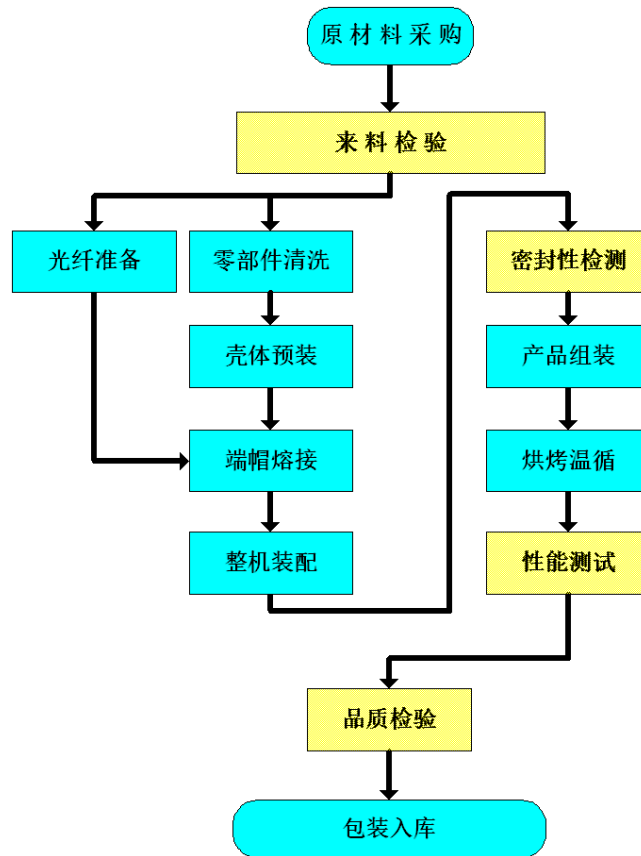 原材料采购
来料检验
光纤准备
零部件清洗
壳体预装
端帽熔接
整机装配
密封性检测
产品组装
烘烤温循
性能测试
品质检验
包装入库